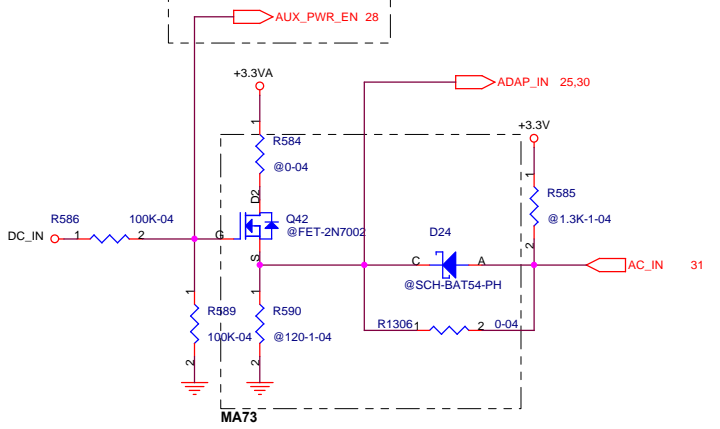 AUX_PWR_EN 28
+3.3VA
ADAP_IN 25,30
+3.3V
1
R584
@0-04
D2
1
R585
@1.3K-1-04
2
R586
100K-04
DC_IN
1
2
G
Q42
@FET-2N7002
S
D24
C
A
@SCH-BAT54-PH
AC_IN 31
1
R589
100K-04
2
1
R590
@120-1-04
2
R1306
1
2
0-04
MA73